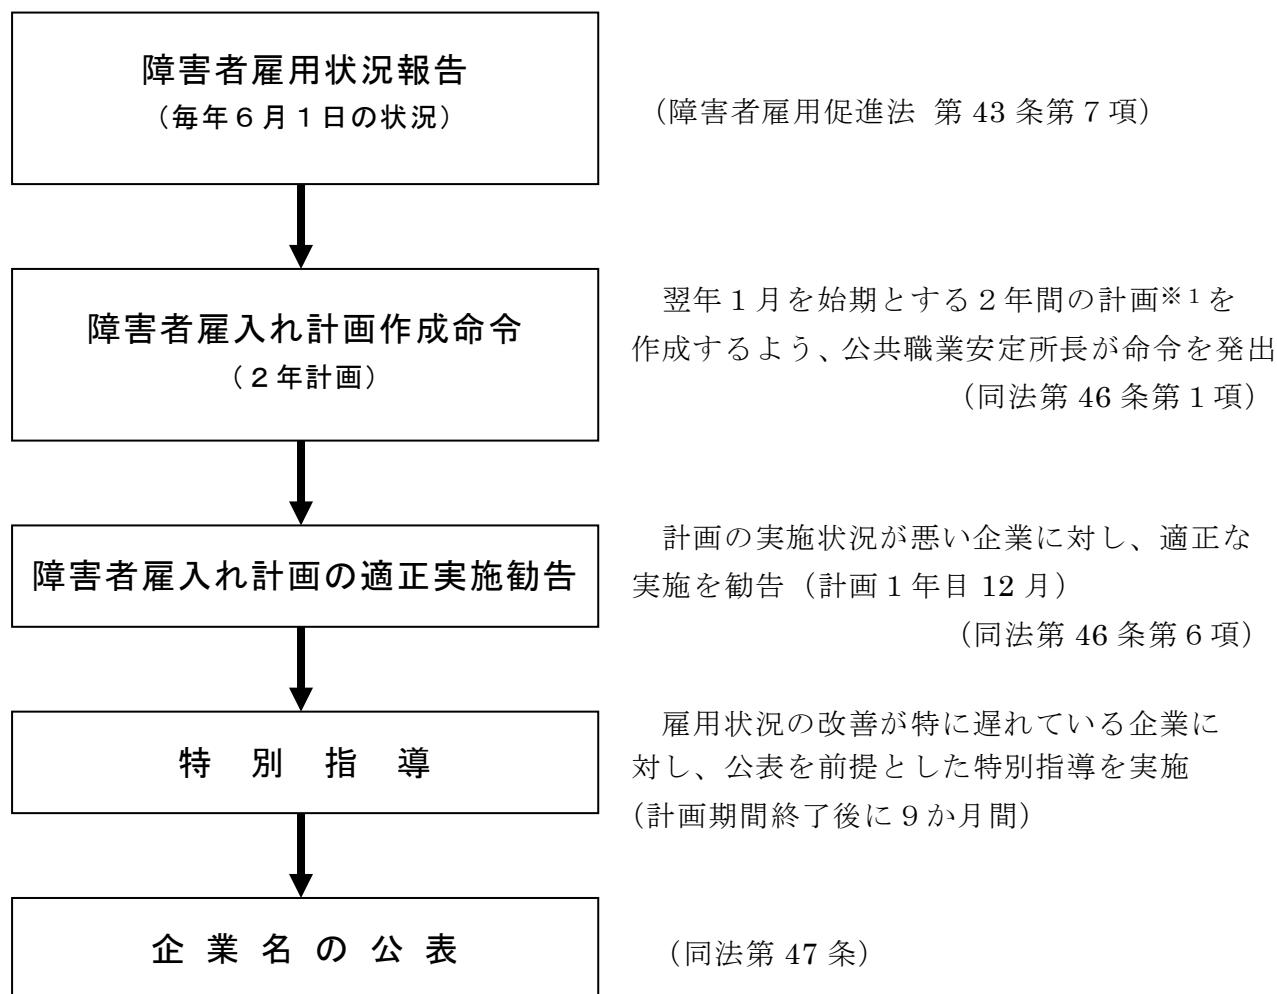 障害者雇用状況報告
（毎年６月１日の状況）
（障害者雇用促進法 第 43 条第７項）
障害者雇入れ計画作成命令
（２年計画）
翌年１月を始期とする２年間の計画※１を
作成するよう、公共職業安定所長が命令を発出
（同法第 46 条第１項）
障害者雇入れ計画の適正実施勧告
計画の実施状況が悪い企業に対し、適正な
実施を勧告（計画１年目 12 月）
（同法第 46 条第６項）
特 別 指 導
雇用状況の改善が特に遅れている企業に
対し、公表を前提とした特別指導を実施
（計画期間終了後に９か月間）
企 業 名 の 公 表
（同法第 47 条）